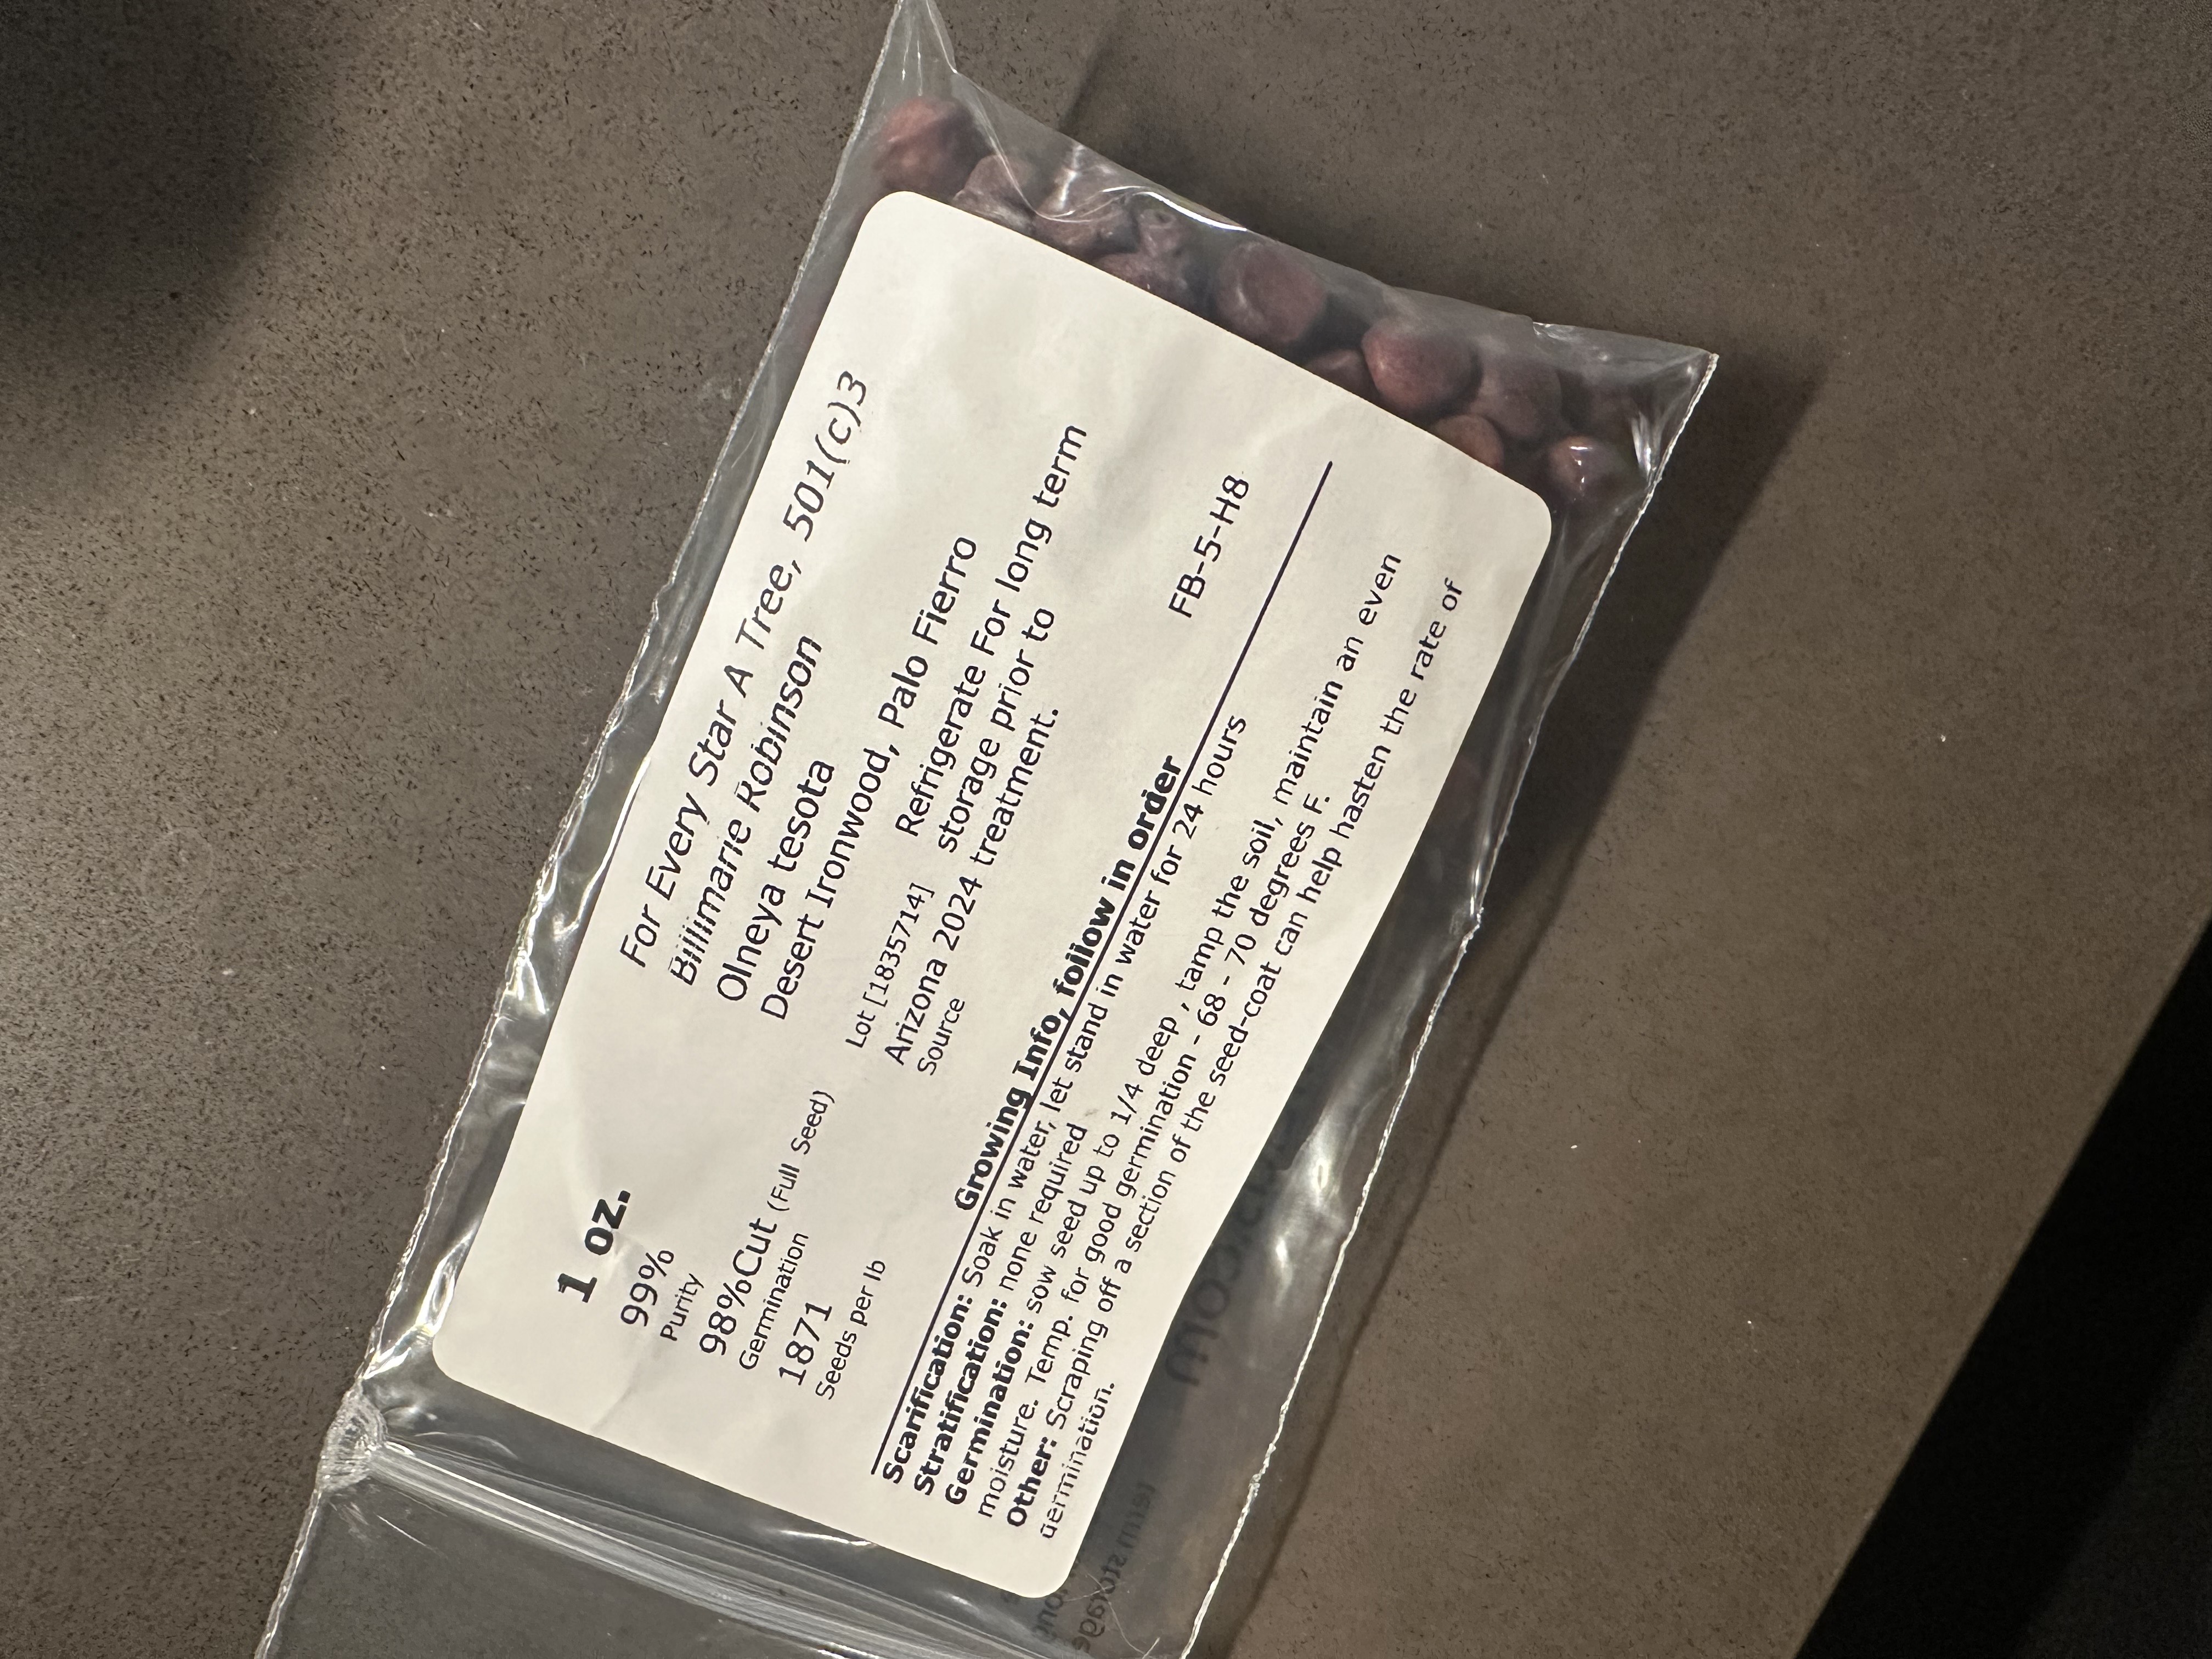 For Every Star A Tree, 501(c)3
Billimarie Robinson
Olneya tesota
Desert Ironwood, Palo Fierro
1 oz.
99%
Purity
98%Cut (Full Seed)
Germination
1871
Seeds per lb
Lot [1835714]
Arizona 2024
Source
Refrigerate For long term
storage prior to
treatment.
FB-5-H8
Growing Info, follow in order
Scarification: Soak in water, let stand in water for 24 hours
Stratification: none required
Germination: sow seed up to 1/4 deep , tamp the soil, maintain an even
moisture. Temp. for good germination - 68 - 70 degrees F.
Other: Scraping off a section of the seed-coat can help hasten the rate of
germination.
term storage